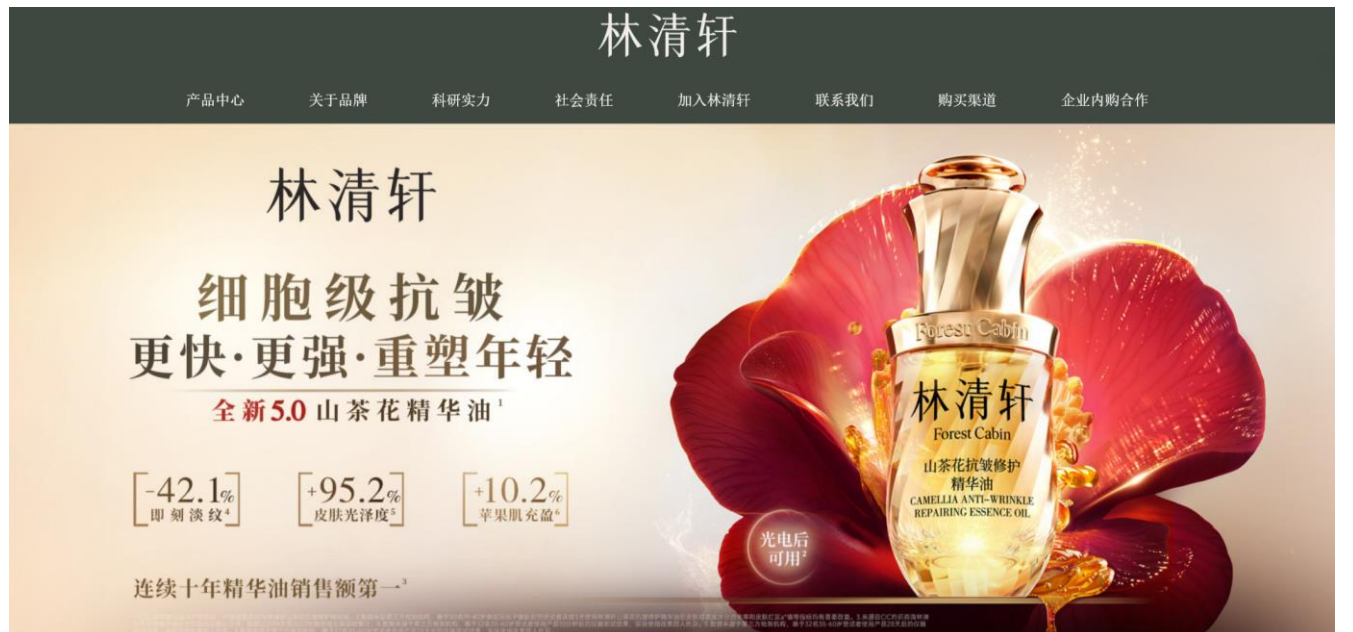 林清轩
产品中心 关于品牌 科研实力 社会责任 加入林清轩 联系我们 购买渠道 企业内购合作
林清轩
细胞级抗皱
更快·更强·重塑年轻
全新5.0山茶花精华油1
-42.1%
即刻淡纹4
+95.2%
皮肤光泽度5
+10.2%
苹果肌充盈6
连续十年精华油销售额第一3
Forest Cabin
林清轩
Forest Cabin
山茶花抗皱修护
精华油
CAMELLIA ANTI-WRINKLE
REPAIRING ESSENCE OIL
光电后
可用2